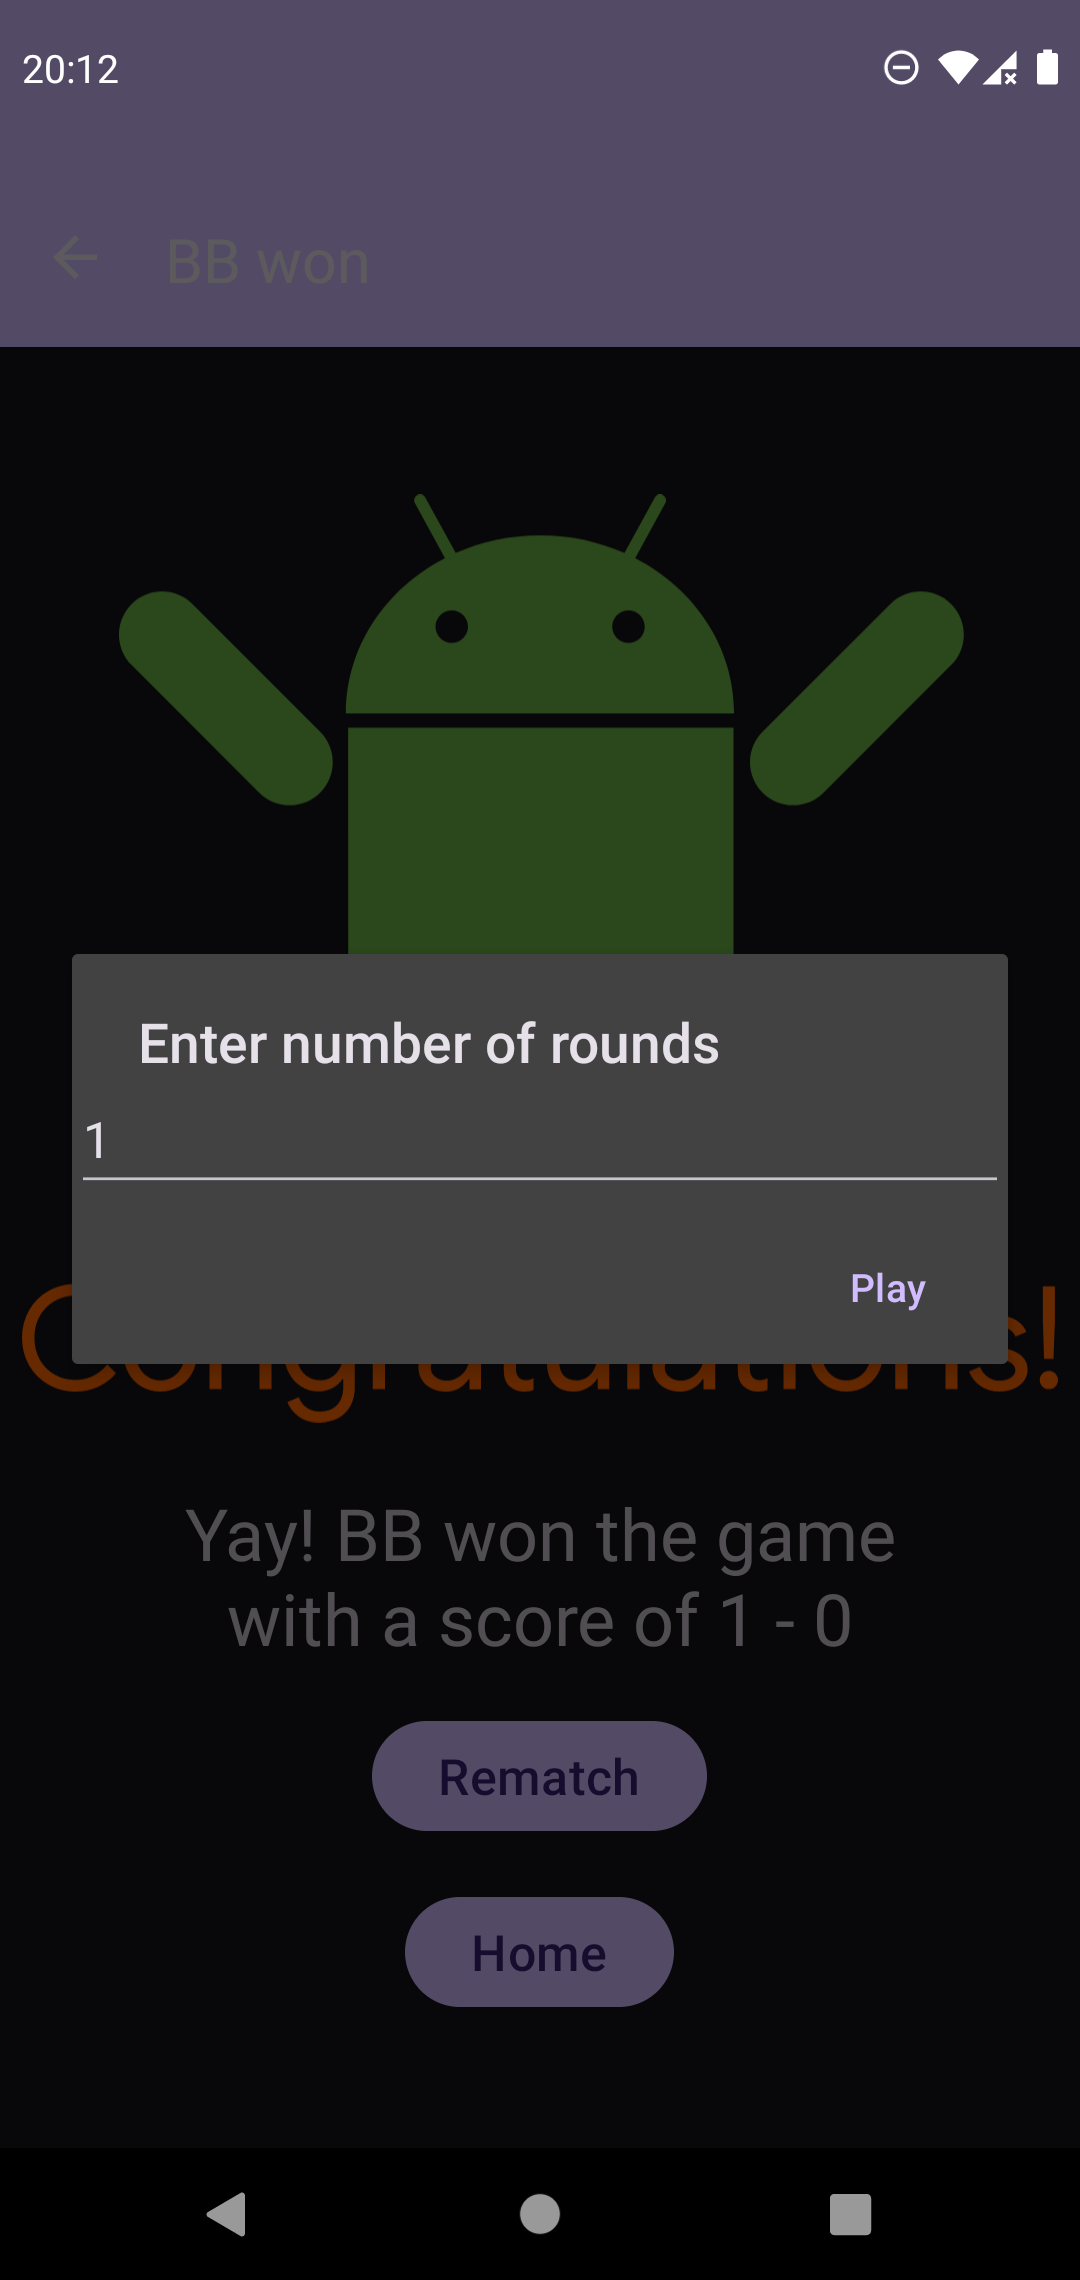 20:12
BB won
Enter number of rounds
1
Play
Congratulations!
Yay! BB won the game
with a score of 1 - 0
Rematch
Home